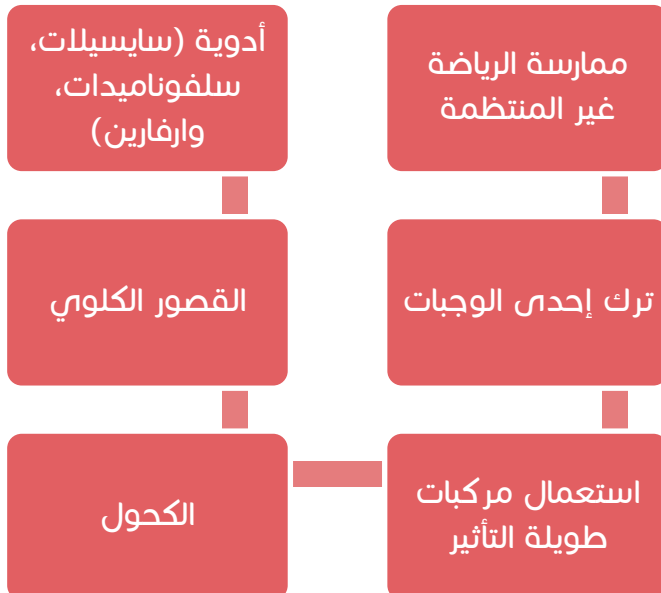 ممارسة الرياضة
غير المنتظمة
ترك إحدى الوجبات
استعمال مركبات
طويلة التأثير
الكحول
القصور الكلوي
أدوية (سايسيلات،
سلفوناميدات،
وارفارين)